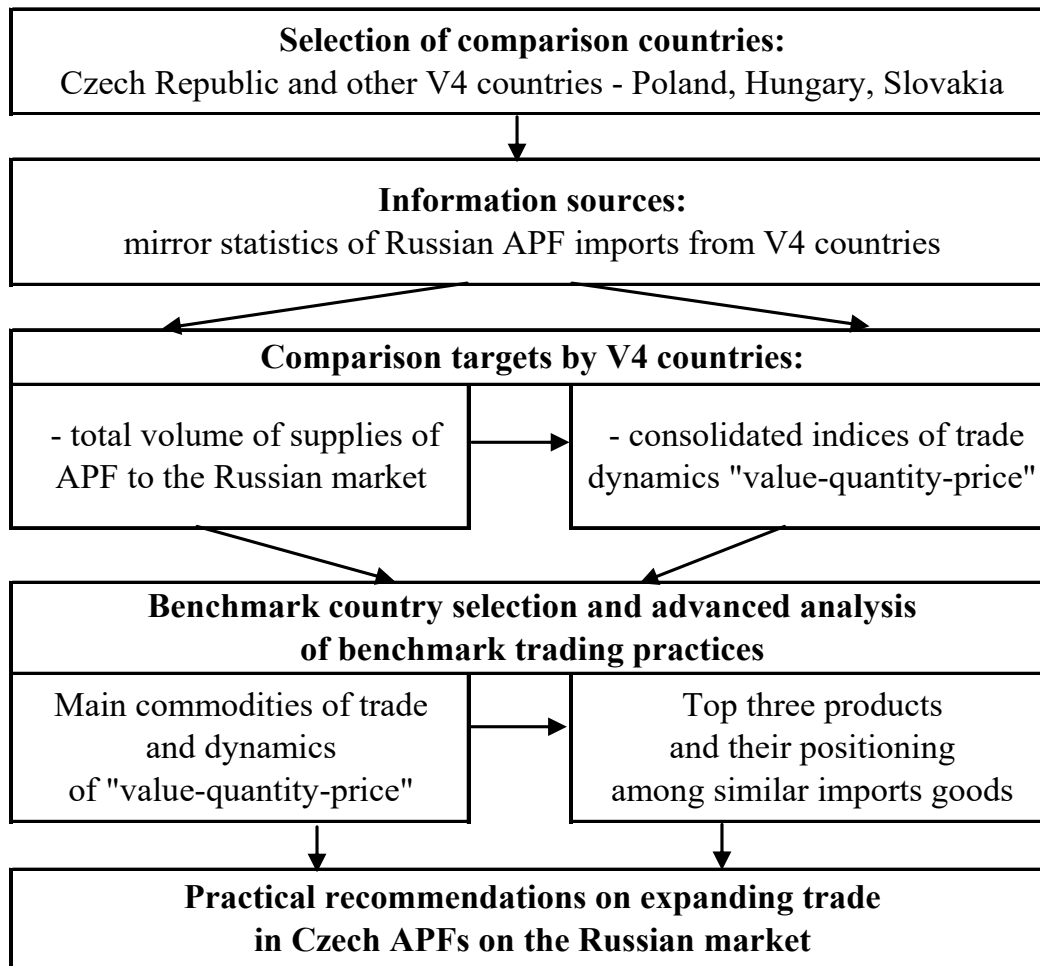 Selection of comparison countries:
Czech Republic and other V4 countries - Poland, Hungary, Slovakia
Information sources:
mirror statistics of Russian APF imports from V4 countries
Comparison targets by V4 countries:
- total volume of supplies of
APF to the Russian market
- consolidated indices of trade
dynamics "value-quantity-price"
Benchmark country selection and advanced analysis
of benchmark trading practices
Main commodities of trade
and dynamics
of "value-quantity-price"
Top three products
and their positioning
among similar imports goods
Practical recommendations on expanding trade
in Czech APFs on the Russian market